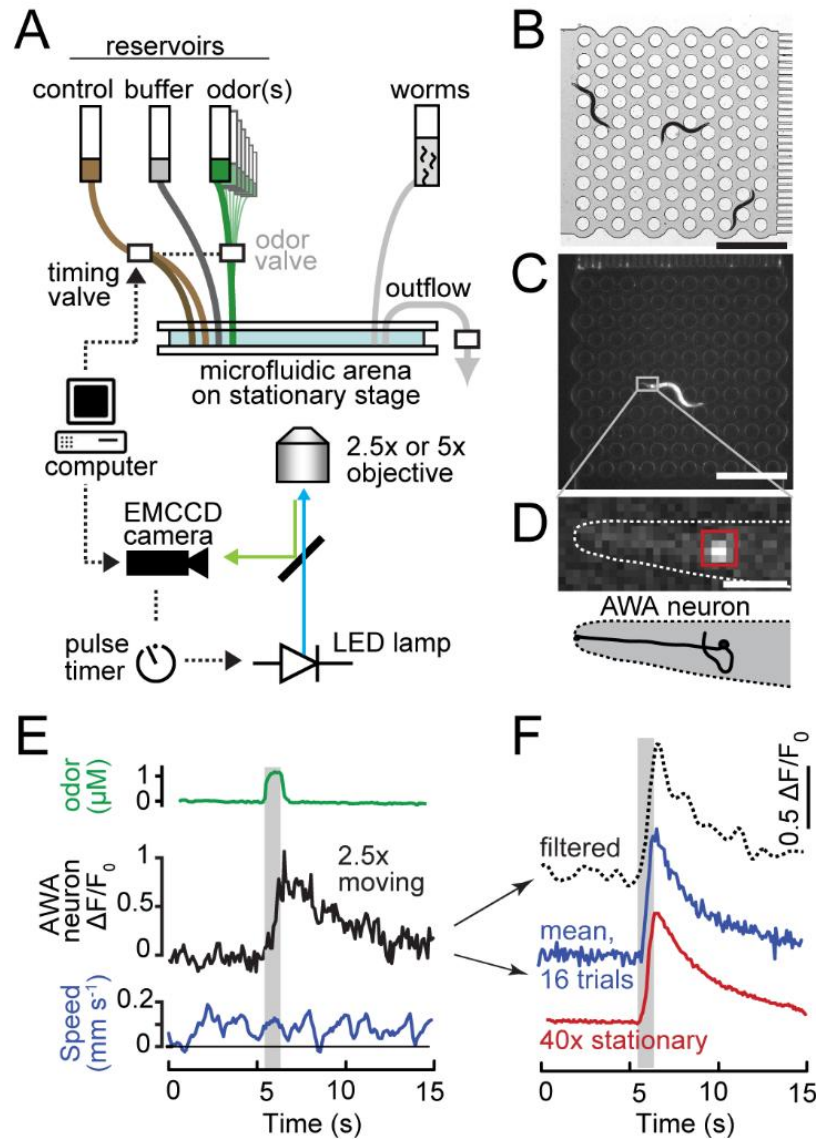 A
reservoirs
control buffer odor(s)
worms
timing
valve
odor
valve
outflow
microfluidic arena
on stationary stage
computer
2.5x or 5x
objective
EMCCD
camera
pulse
timer
LED lamp
B
C
D
AWA neuron
E
odor
(μM)
1
0
AWA
neuron
ΔF/F0
1
0.5
0
2.5x
moving
Speed
(mm s-1)
0.2
0
0 5 10 15
Time (s)
F
0.5 ΔF/F0
filtered
mean,
16 trials
40x stationary
0 5 10 15
Time (s)